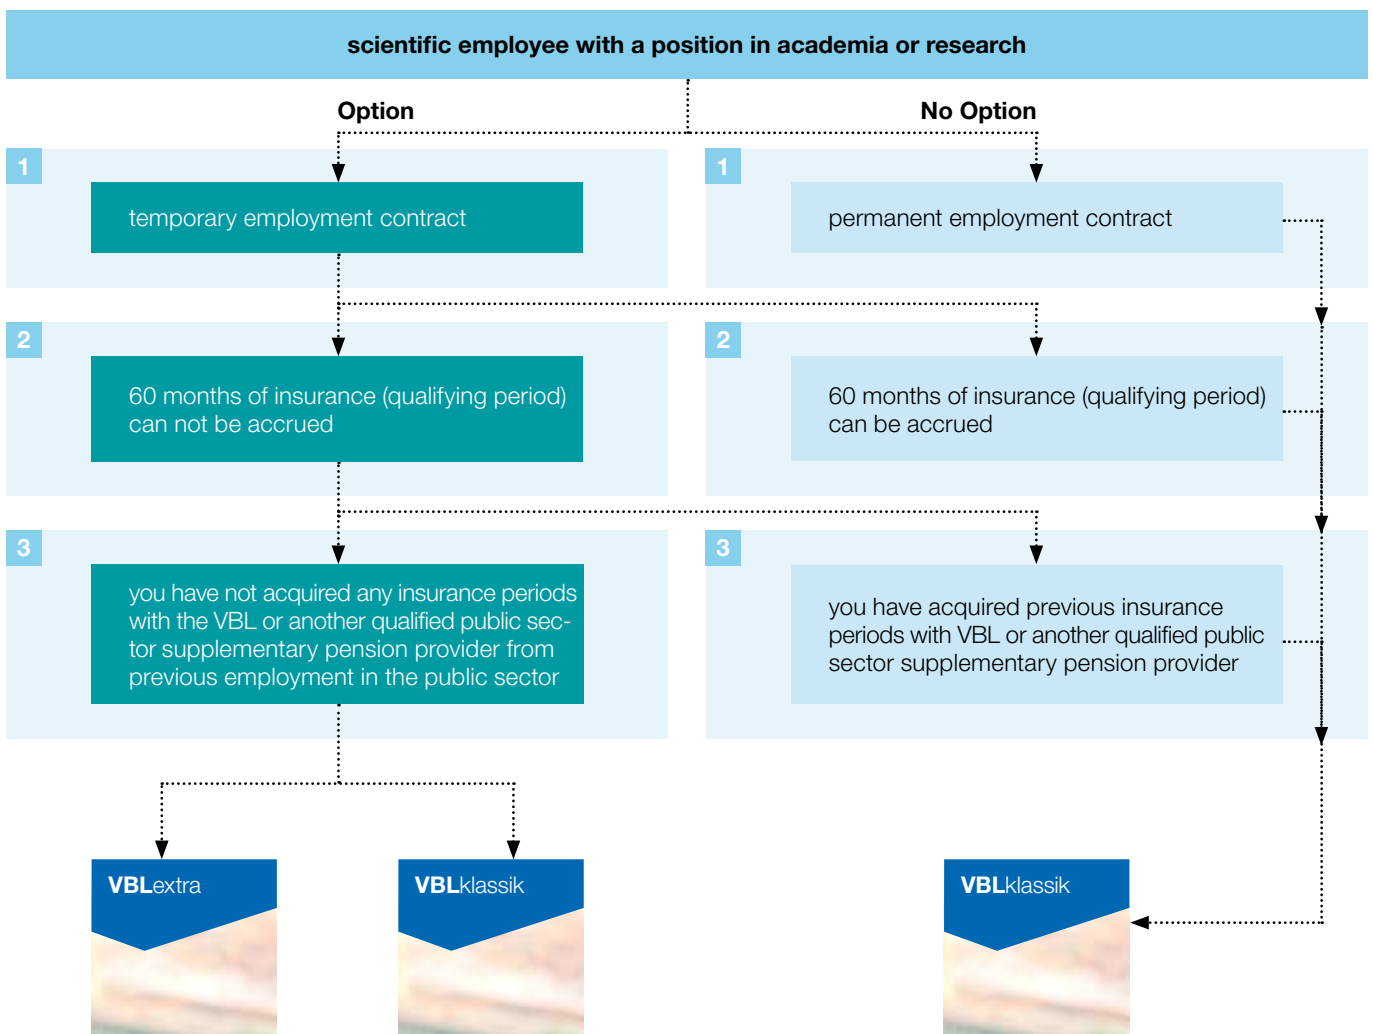 scientific employee with a position in academia or research
Option
No Option
1
temporary employment contract
1
permanent employment contract
2
60 months of insurance (qualifying period)
can not be accrued
2
60 months of insurance (qualifying period)
can be accrued
3
you have not acquired any insurance periods
with the VBL or another qualified public sec-
tor supplementary pension provider from
previous employment in the public sector
3
you have acquired previous insurance
periods with VBL or another qualified public
sector supplementary pension provider
VBLextra
VBLklassik
VBLklassik